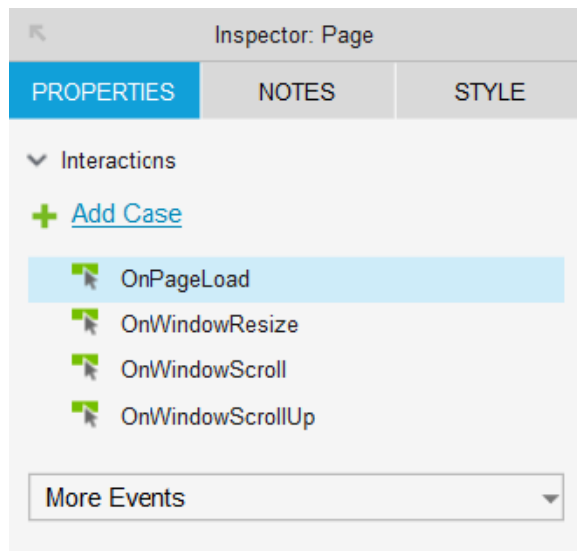 Inspector: Page
PROPERTIES NOTES STYLE
Interactions
Add Case
OnPageLoad
OnWindowResize
OnWindowScroll
OnWindowScrollUp
More Events